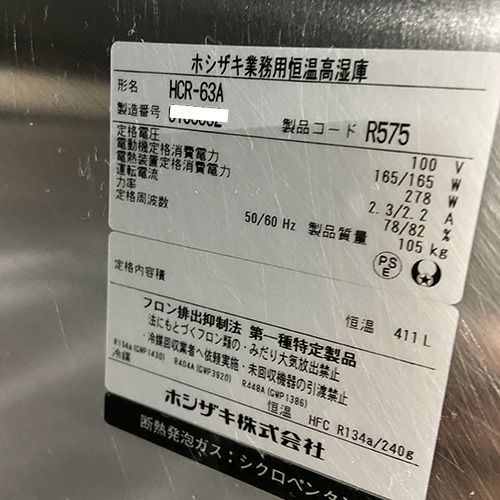 ホシザキ業務用恒温高湿庫
形名 HCR-63A
製造番号
製品コード R575
定格電圧 100 V
電動機定格消費電力 165/165 W
電熱装置定格消費電力 278 W
運転電流 2.3/2.2 A
力率 78/82 %
定格周波数 50/60 Hz 製品質量 105 kg
PSE
定格内容積 恒温 411 L
フロン排出抑制法 第一種特定製品
法にもとづくフロン類の・みだり大気放出禁止
・冷媒回収業者へ依頼実施・未回収機器の引渡禁止
R134a(GWP1430) R404A(GWP3920) R448A(GWP1386)
冷媒 恒温 HFC R134a/240g
ホシザキ株式会社
断熱発泡ガス：シクロペンタ